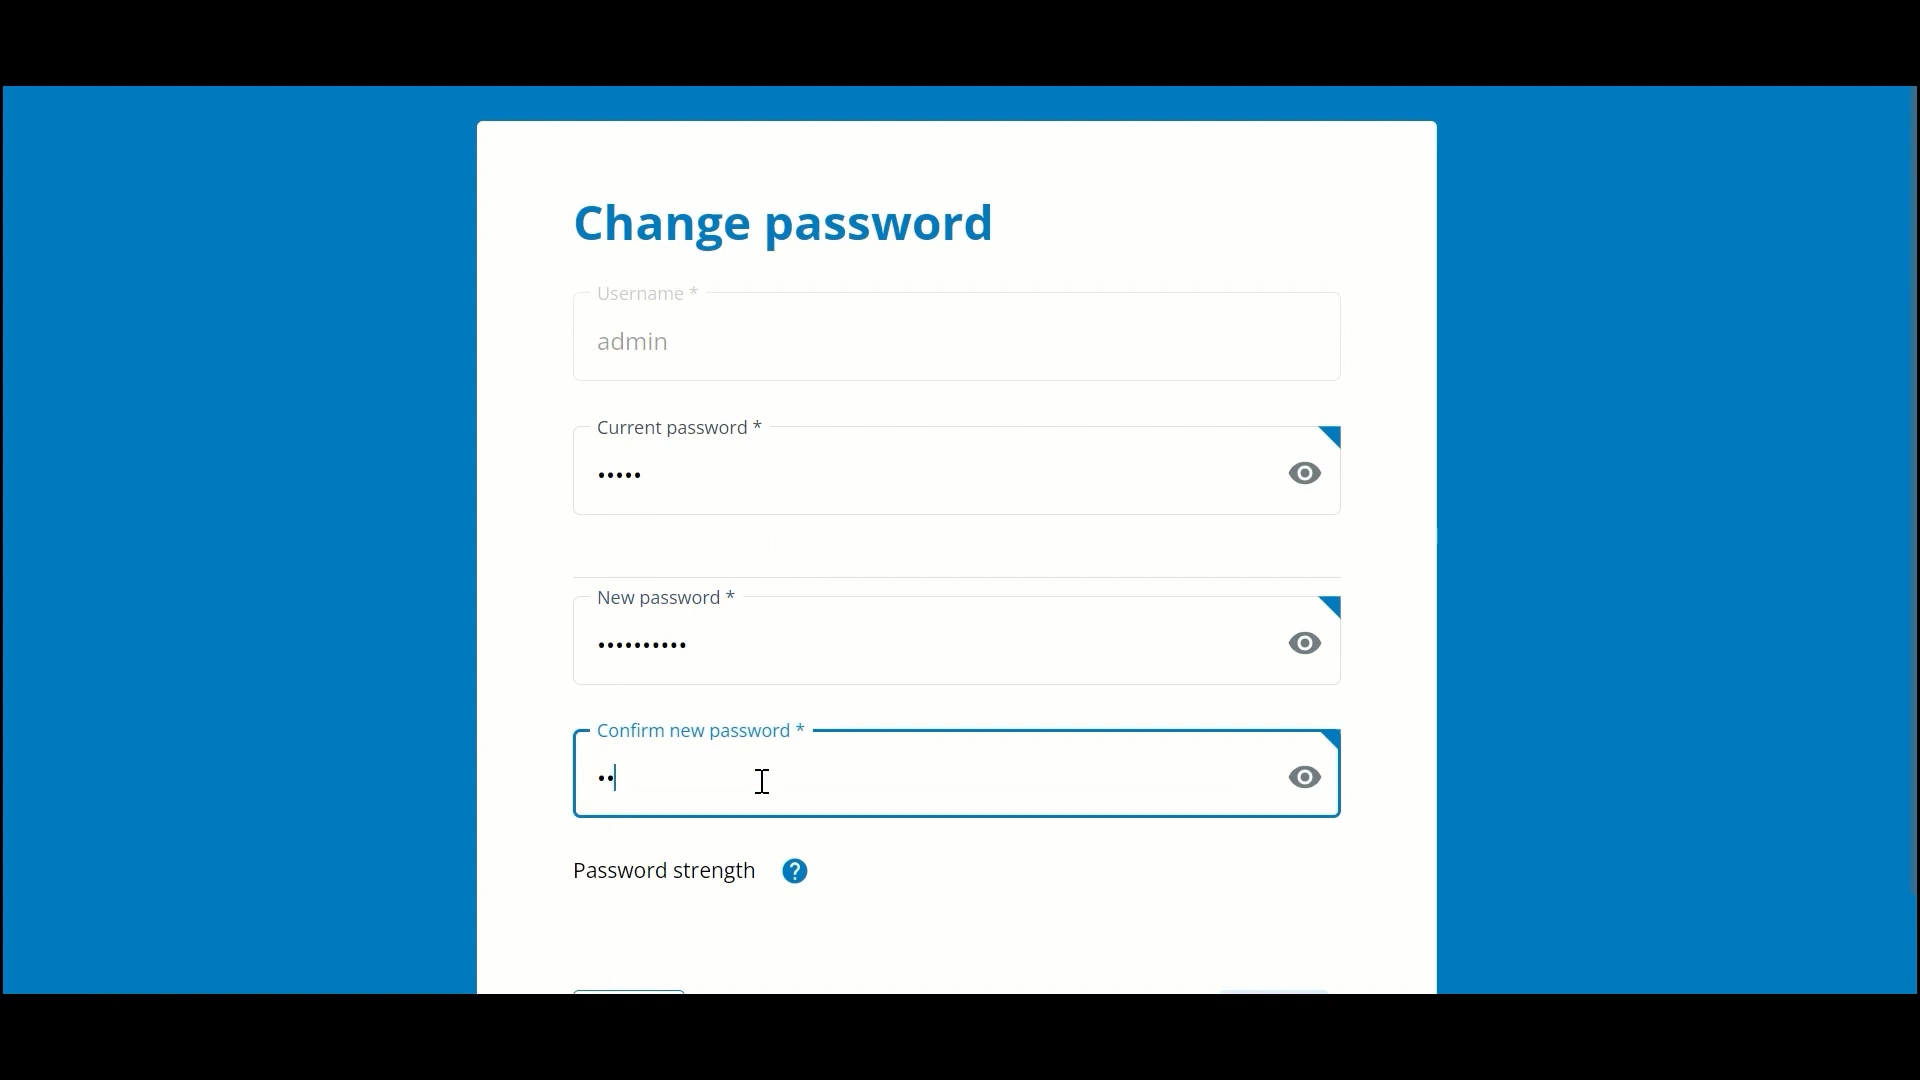 Change password
Username *
admin
Current password *
•••••
New password *
••••••••••
Confirm new password *
••
Password strength ?